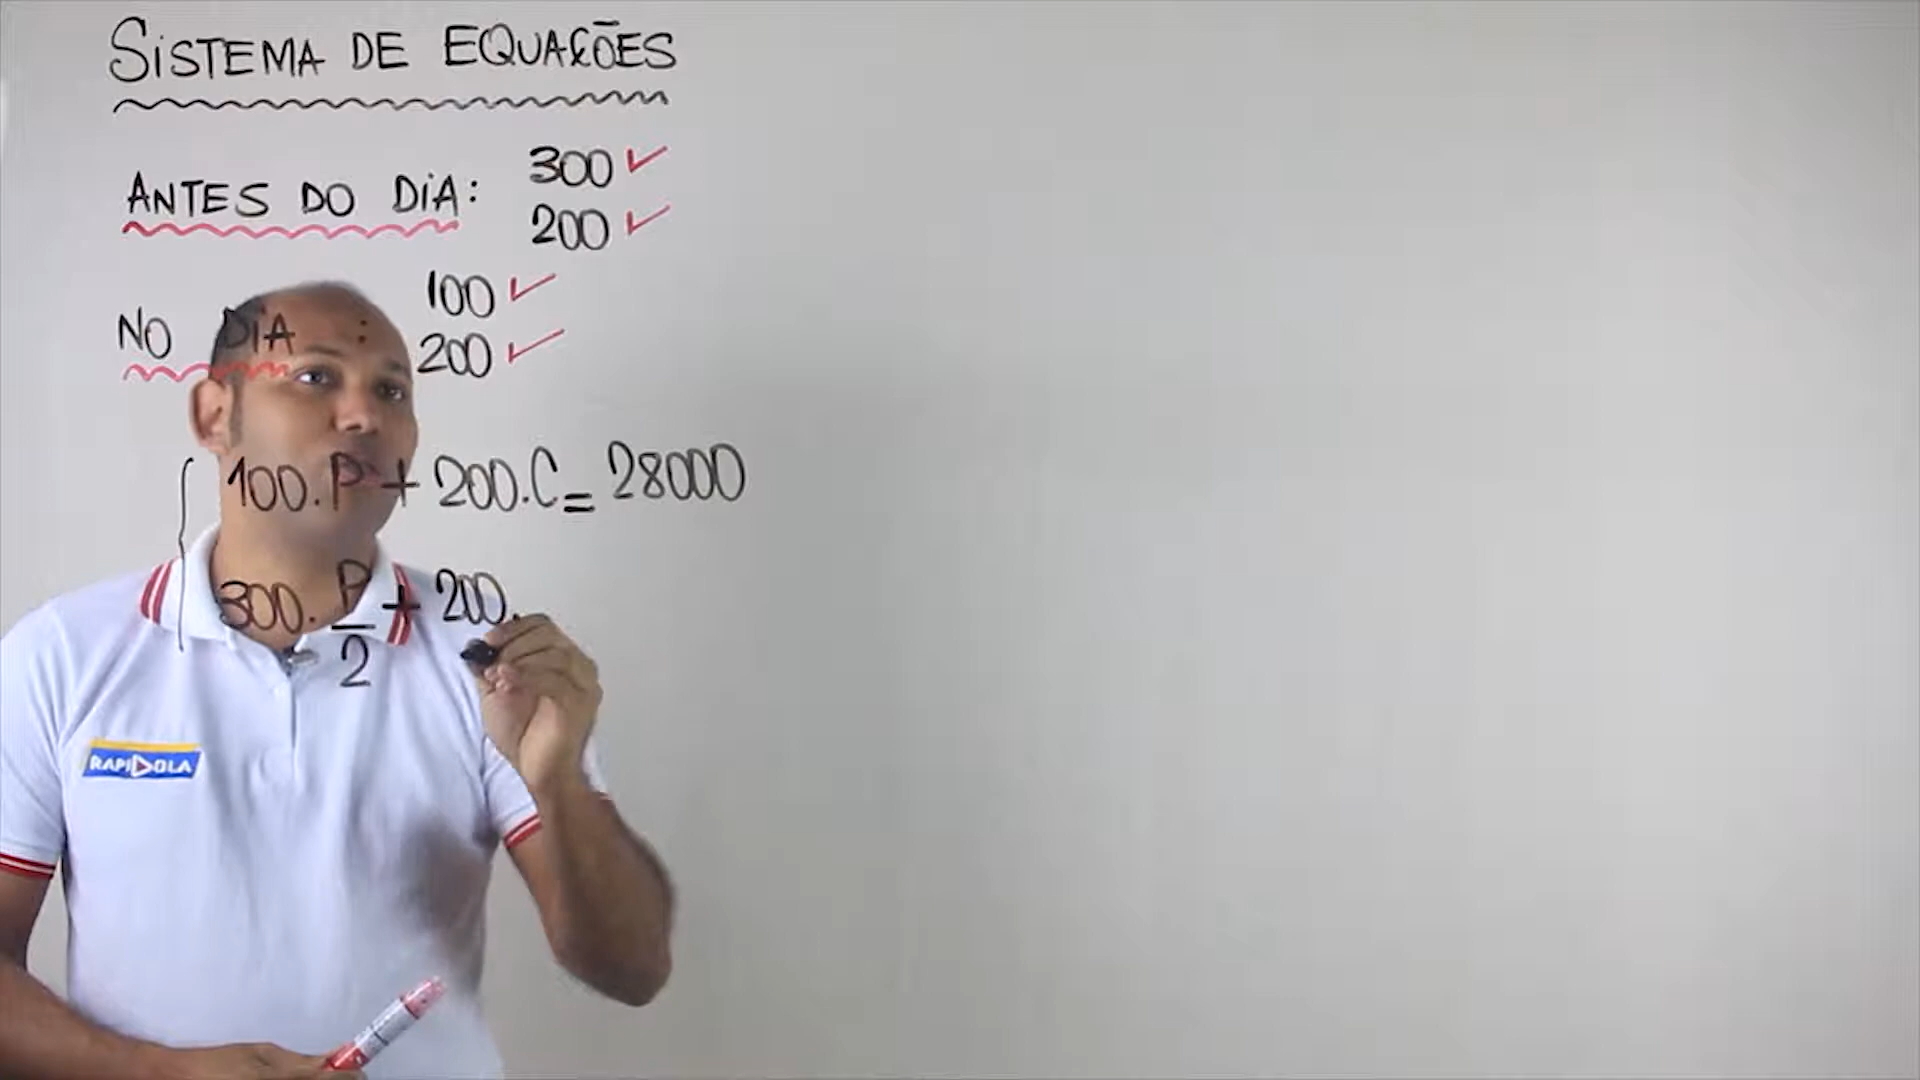 SISTEMA DE EQUAÇÕES
ANTES DO DIA:
300 ✓
200 ✓
NO DIA :
100 ✓
200 ✓
100.P + 200.C = 28000
300. P/2 + 200.
RAPIDOLA